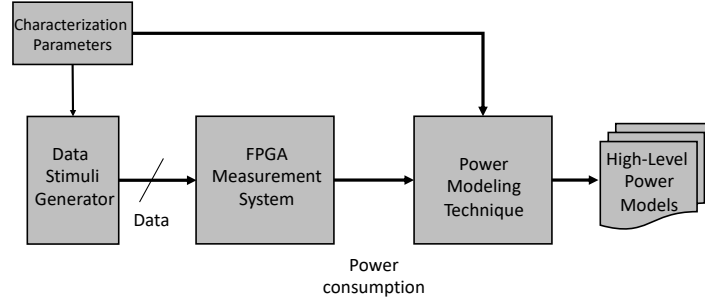 Characterization
Parameters
Data
Stimuli
Generator
Data
FPGA
Measurement
System
Power
consumption
Power
Modeling
Technique
High-Level
Power
Models